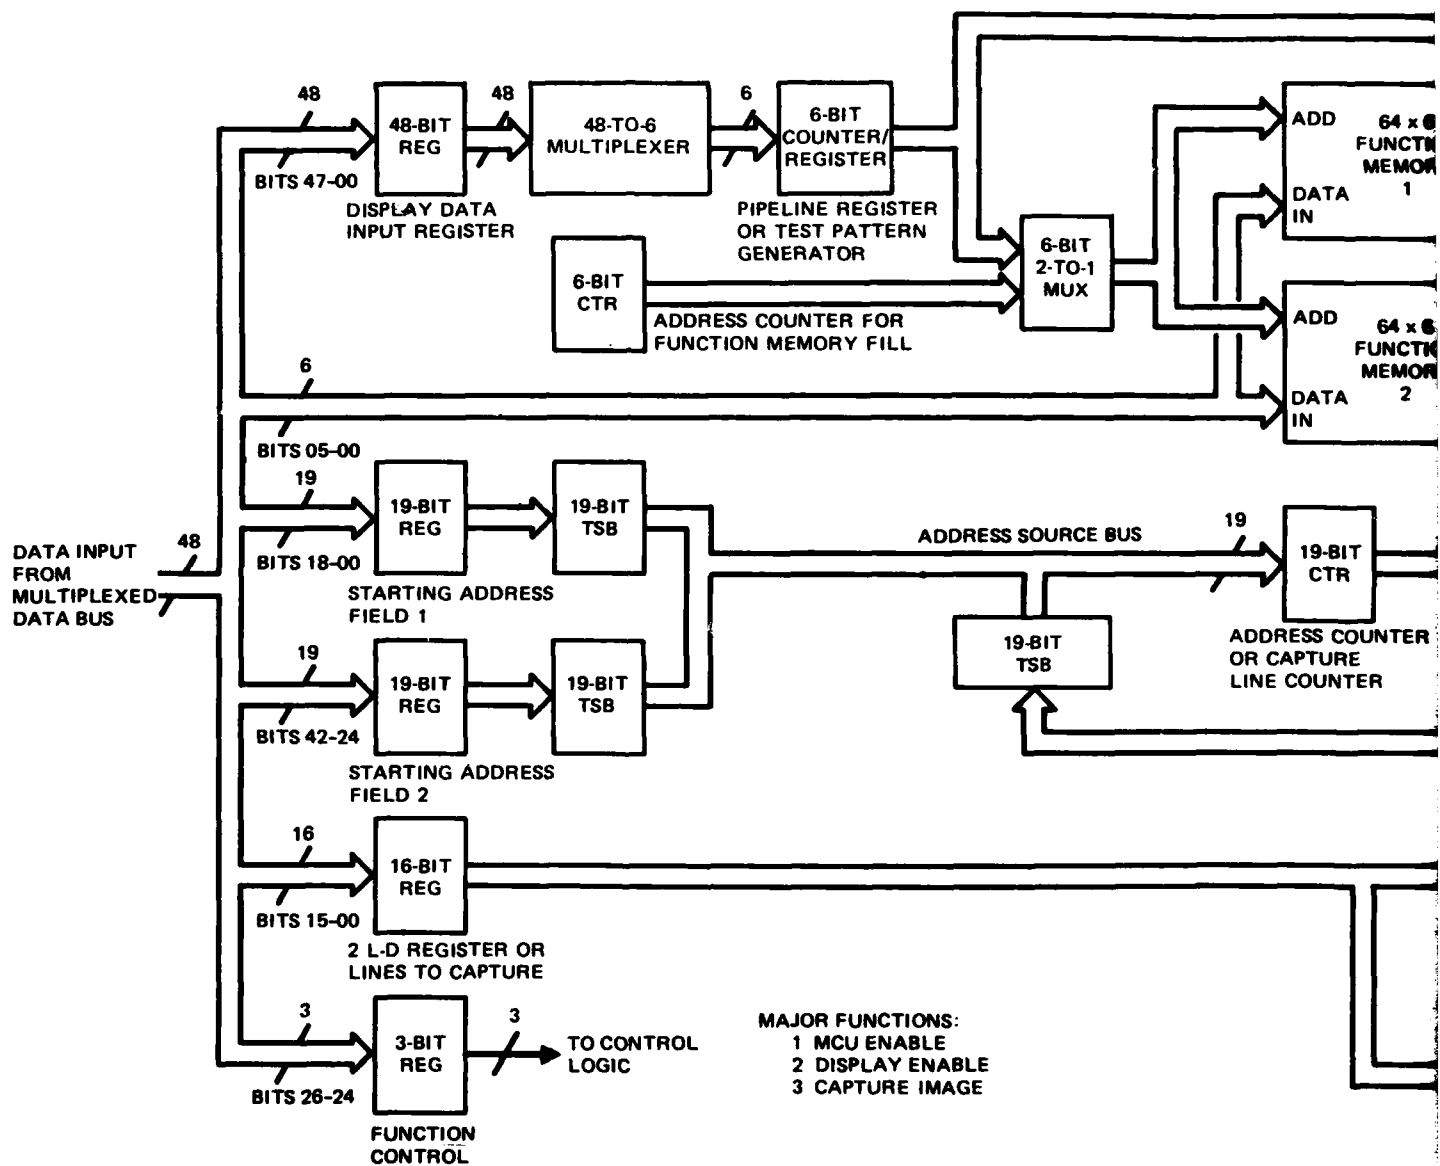 48
48-BIT
REG
48
48-TO-6
MULTIPLEXER
6
6-BIT
COUNTER/
REGISTER
BITS 47-00
DISPLAY DATA
INPUT REGISTER
PIPELINE REGISTER
OR TEST PATTERN
GENERATOR
ADD
64 x 6
1
DATA
IN
6-BIT
CTR
6-BIT
2-TO-1
MUX
ADDRESS COUNTER FOR
FUNCTION MEMORY FILL
ADD
64 x 6
2
DATA
IN
6
BITS 05-00
19
19-BIT
REG
19-BIT
TSB
BITS 18-00
STARTING ADDRESS
FIELD 1
DATA INPUT
FROM
MULTIPLEXED
DATA BUS
48
ADDRESS SOURCE BUS
19
19-BIT
CTR
ADDRESS COUNTER
OR CAPTURE
LINE COUNTER
19-BIT
TSB
19
19-BIT
REG
19-BIT
TSB
BITS 42-24
STARTING ADDRESS
FIELD 2
16
16-BIT
REG
BITS 15-00
2 L-D REGISTER OR
LINES TO CAPTURE
3
3-BIT
REG
3
TO CONTROL
LOGIC
BITS 26-24
FUNCTION
CONTROL
MAJOR FUNCTIONS:
1 MCU ENABLE
2 DISPLAY ENABLE
3 CAPTURE IMAGE